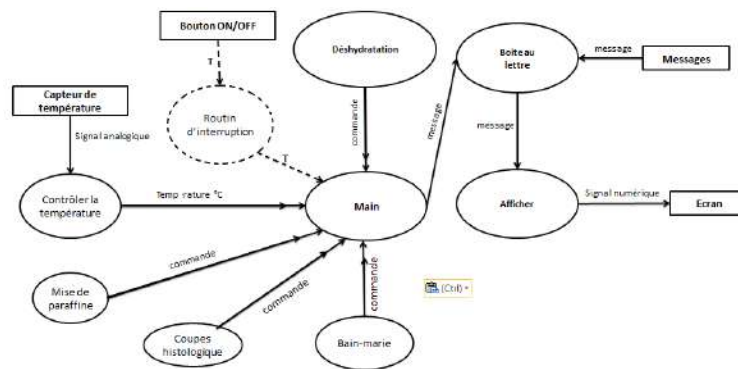 Bouton ON/OFF
T
Déshydratation
Boite au
lettre
message
Messages
Capteur de
température
Signal analogique
Routin
d'interruption
T
commande
message
message
Contrôler la
température
Temp rature °C
Main
Afficher
Signal numérique
Ecran
commande
commande
commande
Mise de
paraffine
Coupes
histologique
Bain-marie
(Ctrl)